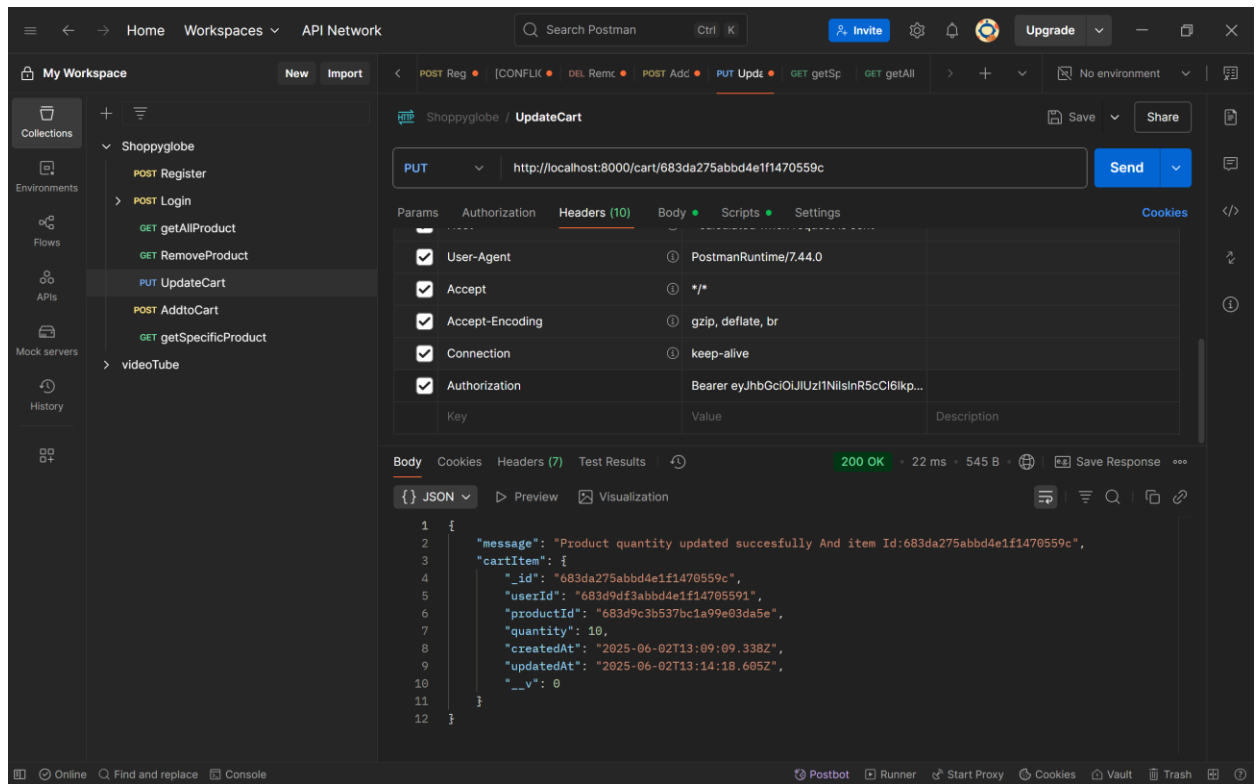 Home Workspaces API Network Search Postman Ctrl K Invite Upgrade
My Workspace New Import POST Reg [CONFLIC DEL Remc POST Add PUT Upda GET getSp GET getAll No environment
Collections
Environments
Flows
APIs
Mock servers
History
Shoppyglobe
POST Register
POST Login
GET getAllProduct
GET RemoveProduct
PUT UpdateCart
POST AddtoCart
GET getSpecificProduct
videoTube
HTTP Shoppyglobe / UpdateCart Save Share
PUT http://localhost:8000/cart/683da275abbd4e1f1470559c Send
Params Authorization Headers (10) Body Scripts Settings Cookies
User-Agent PostmanRuntime/7.44.0
Accept */*
Accept-Encoding gzip, deflate, br
Connection keep-alive
Authorization Bearer eyJhbGciOiJIUzI1NiIsInR5cCI6Ikp...
Key Value Description
Body Cookies Headers (7) Test Results 200 OK 22 ms 545 B e.g. Save Response
{} JSON Preview Visualization
1 {
2 "message": "Product quantity updated succesfully And item Id:683da275abbd4e1f1470559c",
3 "cartItem": {
4 "_id": "683da275abbd4e1f1470559c",
5 "userId": "683d9df3abbd4e1f14705591",
6 "productId": "683d9c3b537bc1a99e03da5e",
7 "quantity": 10,
8 "createdAt": "2025-06-02T13:09:09.338Z",
9 "updatedAt": "2025-06-02T13:14:18.605Z",
10 "__v": 0
11 }
12 }
Online Find and replace Console Postbot Runner Start Proxy Cookies Vault Trash